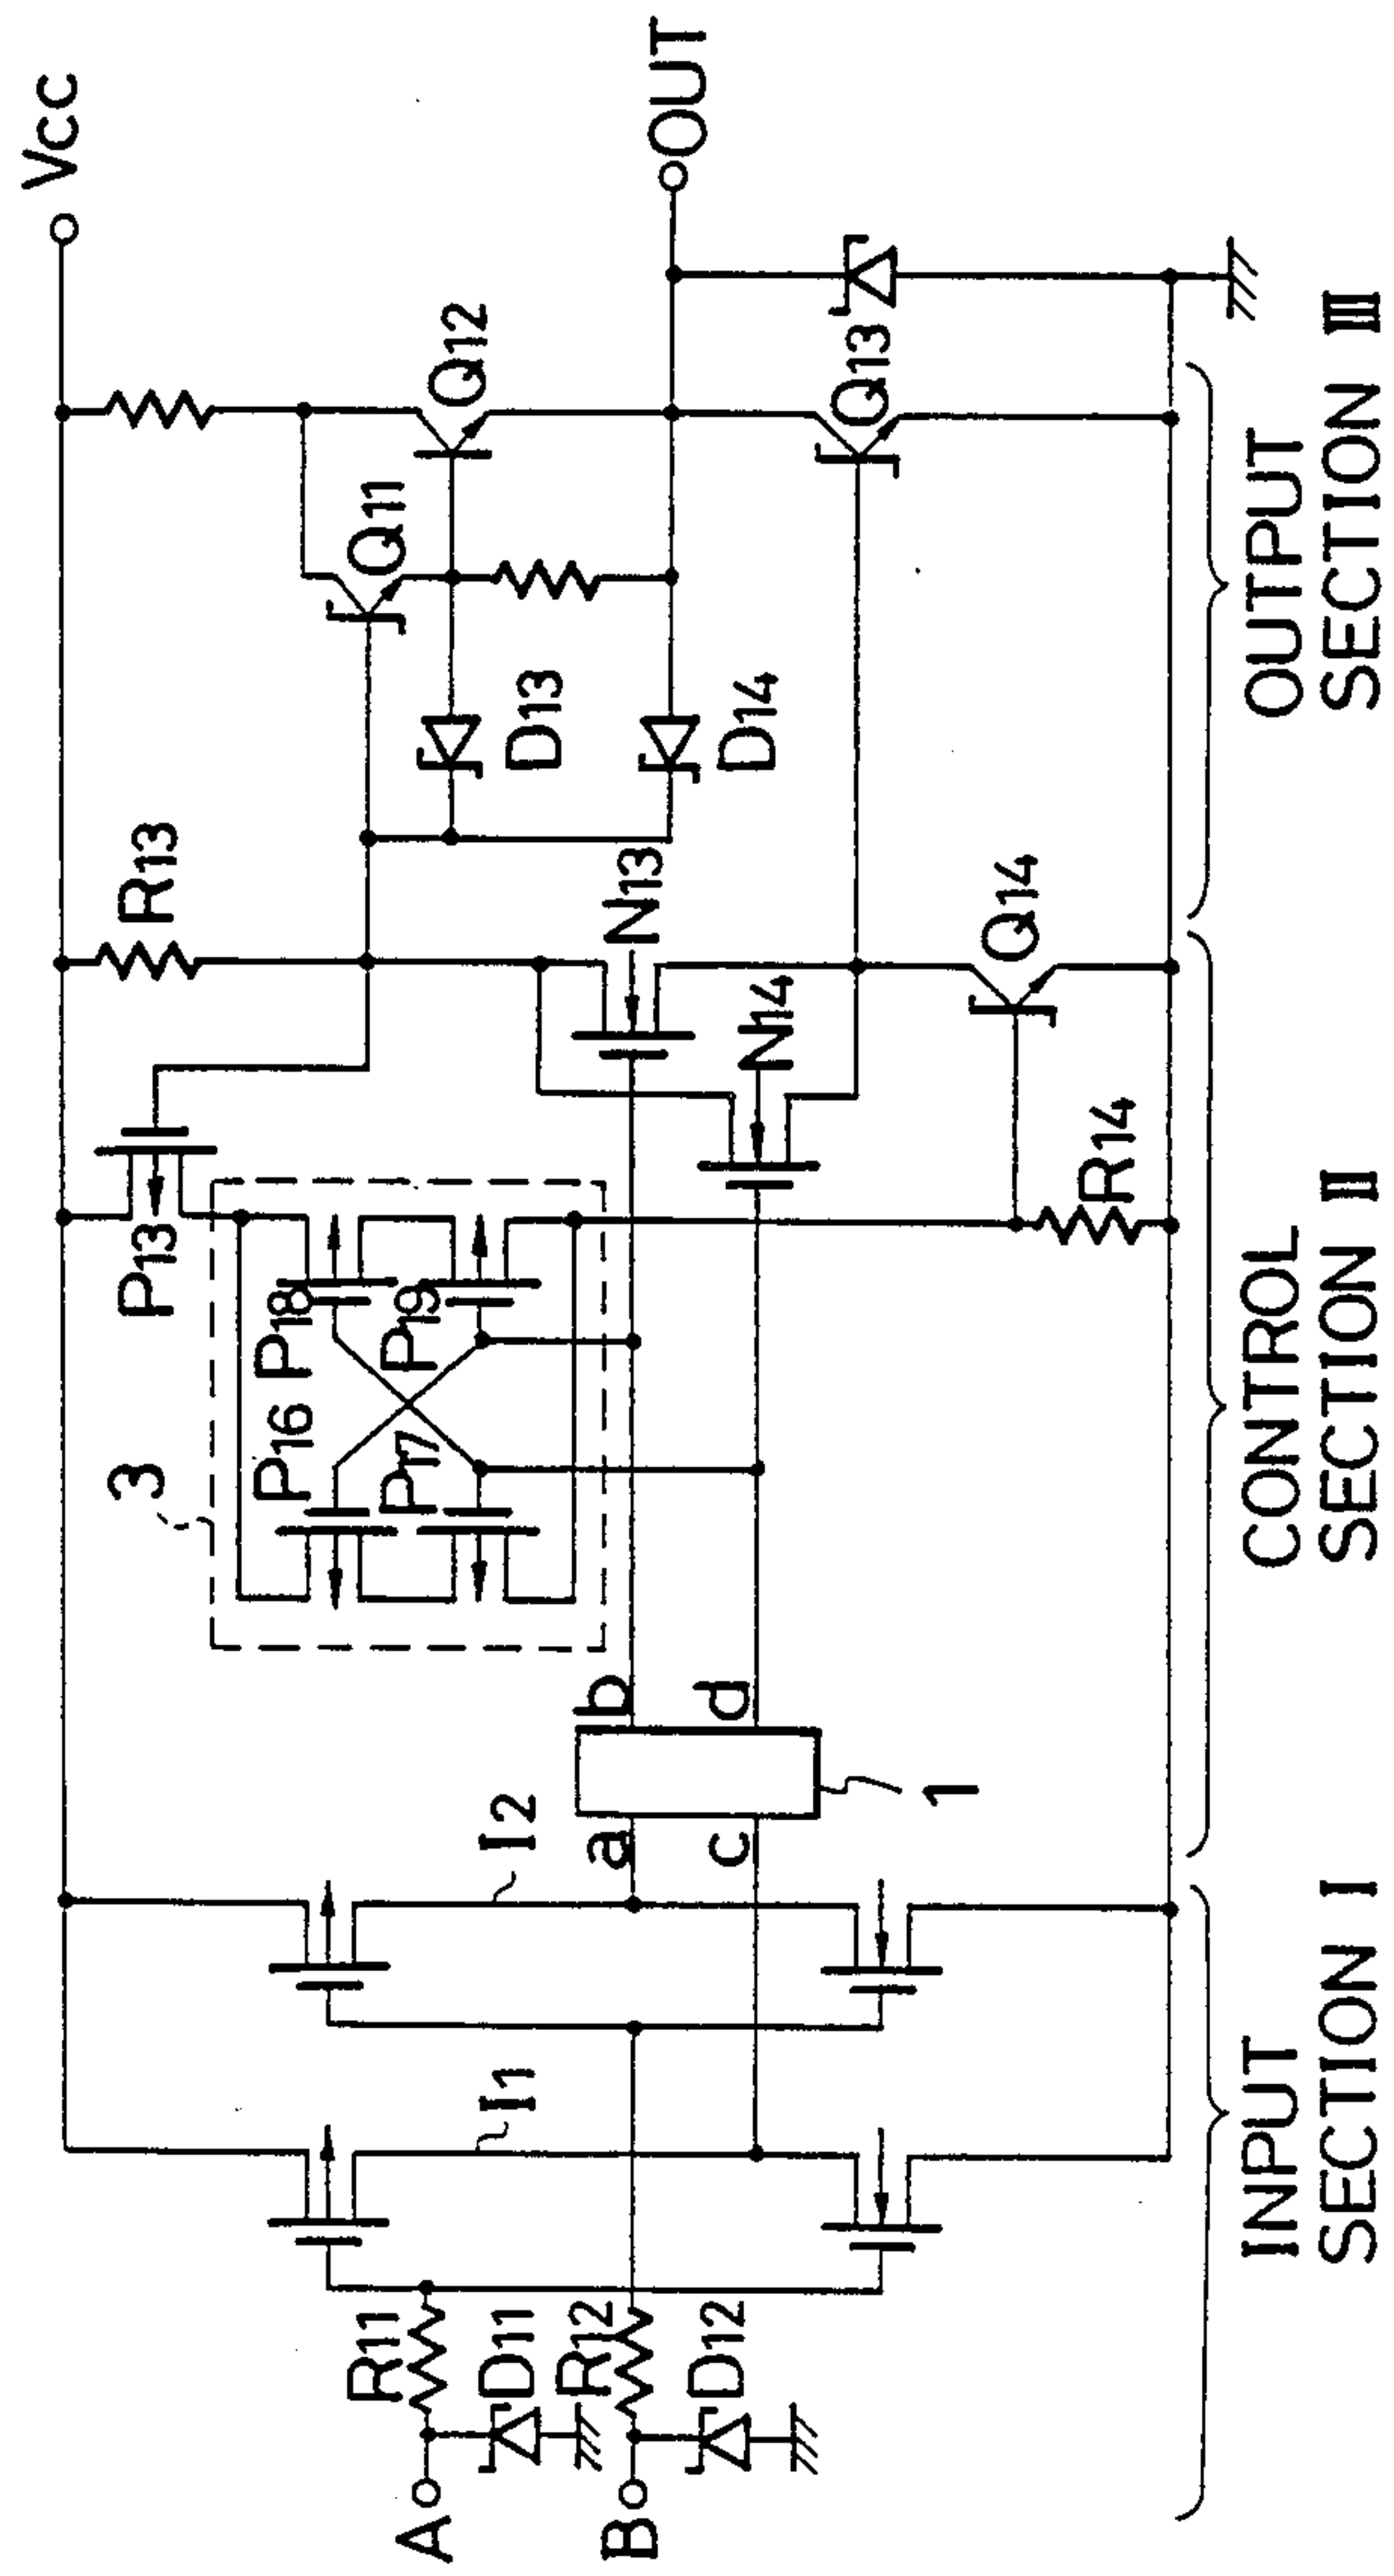 Vcc
OUT
R13
Q11
Q12
D13
D14
Q13
N13
N14
Q14
R14
P13
3
P16
P18
P17
P19
b
d
a
c
1
I2
I1
R11
D11
R12
D12
A
B
INPUT
SECTION I
CONTROL
SECTION II
OUTPUT
SECTION III